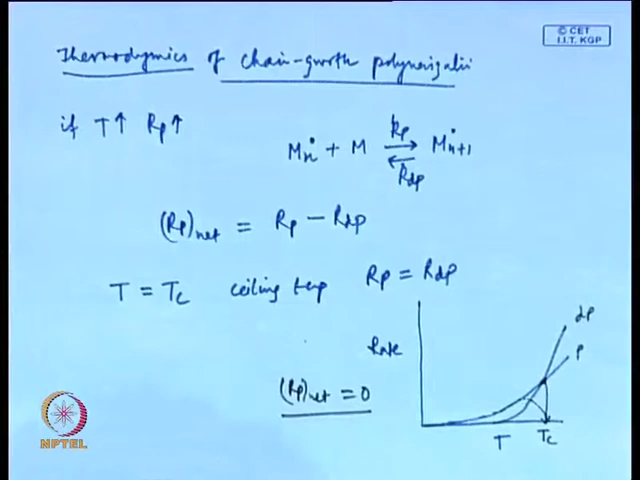 © CET
I.I.T. KGP
Thermodymics of chain-growth polymerization
if T↑ Rp↑
Mn• + M ⇌ Mn+1•
Rp
Rdp
(Rp)net = Rp − Rdp
T = Tc ceiling temp Rp = Rdp
Rate
dp
p
(Rp)net = 0
T
Tc
NPTEL